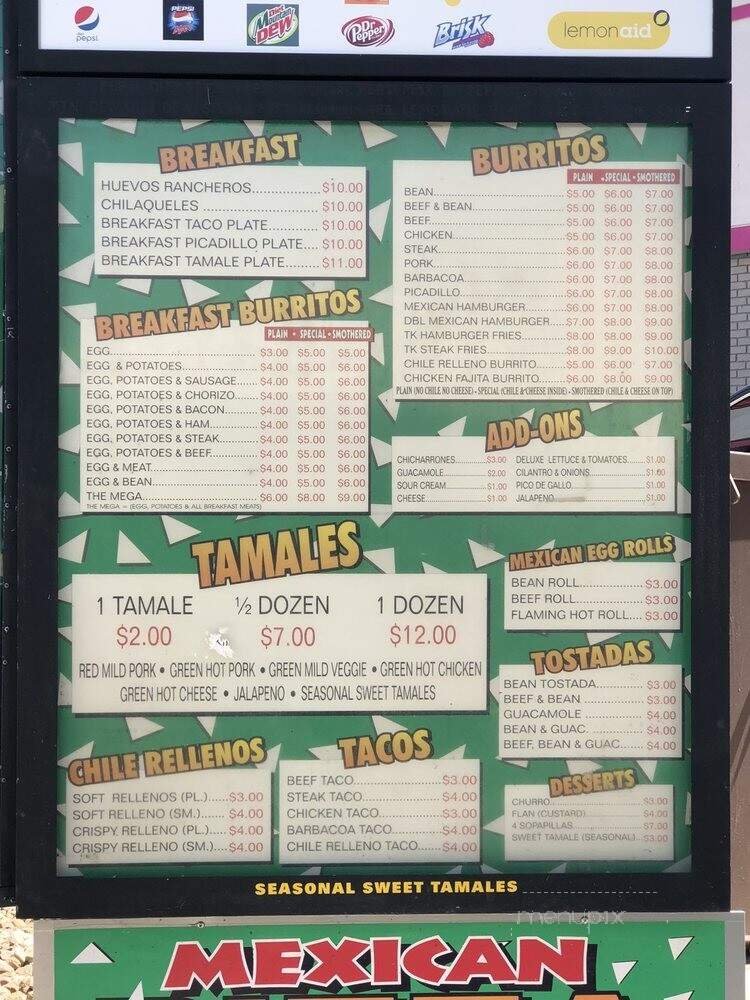 pepsi
PEPSI
Mountain DEW
Dr Pepper
Brisk
lemonaid
BREAKFAST
HUEVOS RANCHEROS............$10.00
CHILAQUELES.....................$10.00
BREAKFAST TACO PLATE..........$10.00
BREAKFAST PICADILLO PLATE....$10.00
BREAKFAST TAMALE PLATE........$11.00
BREAKFAST BURRITOS
PLAIN • SPECIAL • SMOTHERED
EGG....................$3.00 $5.00 $5.00
EGG & POTATOES.................$4.00 $5.00 $6.00
EGG, POTATOES & SAUSAGE......$4.00 $5.00 $6.00
EGG, POTATOES & CHORIZO....$4.00 $5.00 $6.00
EGG, POTATOES & BACON........$4.00 $5.00 $6.00
EGG, POTATOES & HAM...........$4.00 $5.00 $6.00
EGG, POTATOES & STEAK.........$4.00 $5.00 $6.00
EGG, POTATOES & BEEF..........$4.00 $5.00 $6.00
EGG & MEAT.....................$4.00 $5.00 $6.00
EGG & BEAN.....................$4.00 $5.00 $6.00
THE MEGA.......................$6.00 $8.00 $9.00
THE MEGA = (EGG, POTATOES & ALL BREAKFAST MEATS)
BURRITOS
PLAIN • SPECIAL • SMOTHERED
BEAN.........................$5.00 $6.00 $7.00
BEEF & BEAN..................$5.00 $6.00 $7.00
BEEF.........................$5.00 $6.00 $7.00
CHICKEN......................$5.00 $6.00 $7.00
STEAK........................$6.00 $7.00 $8.00
PORK.........................$6.00 $7.00 $8.00
BARBACOA.....................$6.00 $7.00 $8.00
PICADILLO....................$6.00 $7.00 $8.00
MEXICAN HAMBURGER..........$6.00 $7.00 $8.00
DBL MEXICAN HAMBURGER....$7.00 $8.00 $9.00
TK HAMBURGER FRIES..........$8.00 $8.00 $9.00
TK STEAK FRIES................$8.00 $9.00 $10.00
CHILE RELLENO BURRITO.......$5.00 $6.00 $7.00
CHICKEN FAJITA BURRITO......$6.00 $8.00 $9.00
PLAIN (NO CHILE NO CHEESE) • SPECIAL (CHILE & CHEESE INSIDE) • SMOTHERED (CHILE & CHEESE ON TOP)
ADD-ONS
CHICHARRONES........$3.00 DELUXE LETTUCE & TOMATOES.....$1.00
GUACAMOLE.............$2.00 CILANTRO & ONIONS...............$1.00
SOUR CREAM............$1.00 PICO DE GALLO....................$1.00
CHEESE..................$1.00 JALAPENO..........................$1.00
TAMALES
1 TAMALE ½ DOZEN 1 DOZEN
$2.00 $7.00 $12.00
RED MILD PORK • GREEN HOT PORK • GREEN MILD VEGGIE • GREEN HOT CHICKEN
GREEN HOT CHEESE • JALAPENO • SEASONAL SWEET TAMALES
MEXICAN EGG ROLLS
BEAN ROLL..............$3.00
BEEF ROLL..............$3.00
FLAMING HOT ROLL....$3.00
TOSTADAS
BEAN TOSTADA...........$3.00
BEEF & BEAN..............$3.00
GUACAMOLE..............$4.00
BEAN & GUAC.............$4.00
BEEF, BEAN & GUAC......$4.00
CHILE RELLENOS
SOFT RELLENOS (PL.).....$3.00
SOFT RELLENO (SM.).....$4.00
CRISPY RELLENO (PL.)....$4.00
CRISPY RELLENO (SM.)....$4.00
TACOS
BEEF TACO..................$3.00
STEAK TACO................$4.00
CHICKEN TACO..............$3.00
BARBACOA TACO............$4.00
CHILE RELLENO TACO.......$4.00
DESSERTS
CHURRO.......................$3.00
FLAN (CUSTARD)..............$4.00
4 SOPAPILLAS.................$7.00
SWEET TAMALE (SEASONAL)...$3.00
SEASONAL SWEET TAMALES
menupix
MEXICAN